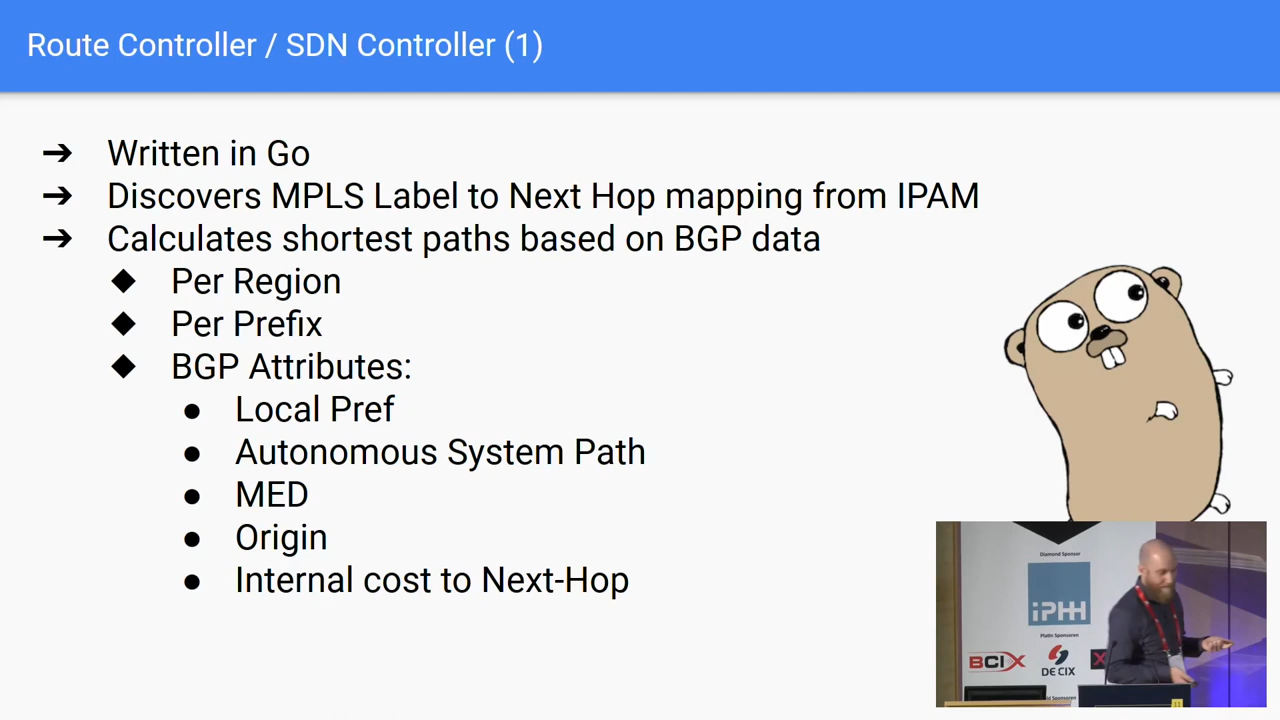 Route Controller / SDN Controller (1)
➔ Written in Go
➔ Discovers MPLS Label to Next Hop mapping from IPAM
➔ Calculates shortest paths based on BGP data
◆ Per Region
◆ Per Prefix
◆ BGP Attributes:
● Local Pref
● Autonomous System Path
● MED
● Origin
● Internal cost to Next-Hop
Diamond Sponsor
iPHH
Platin Sponsoren
BCIX
DE CIX
X
Sponsoren